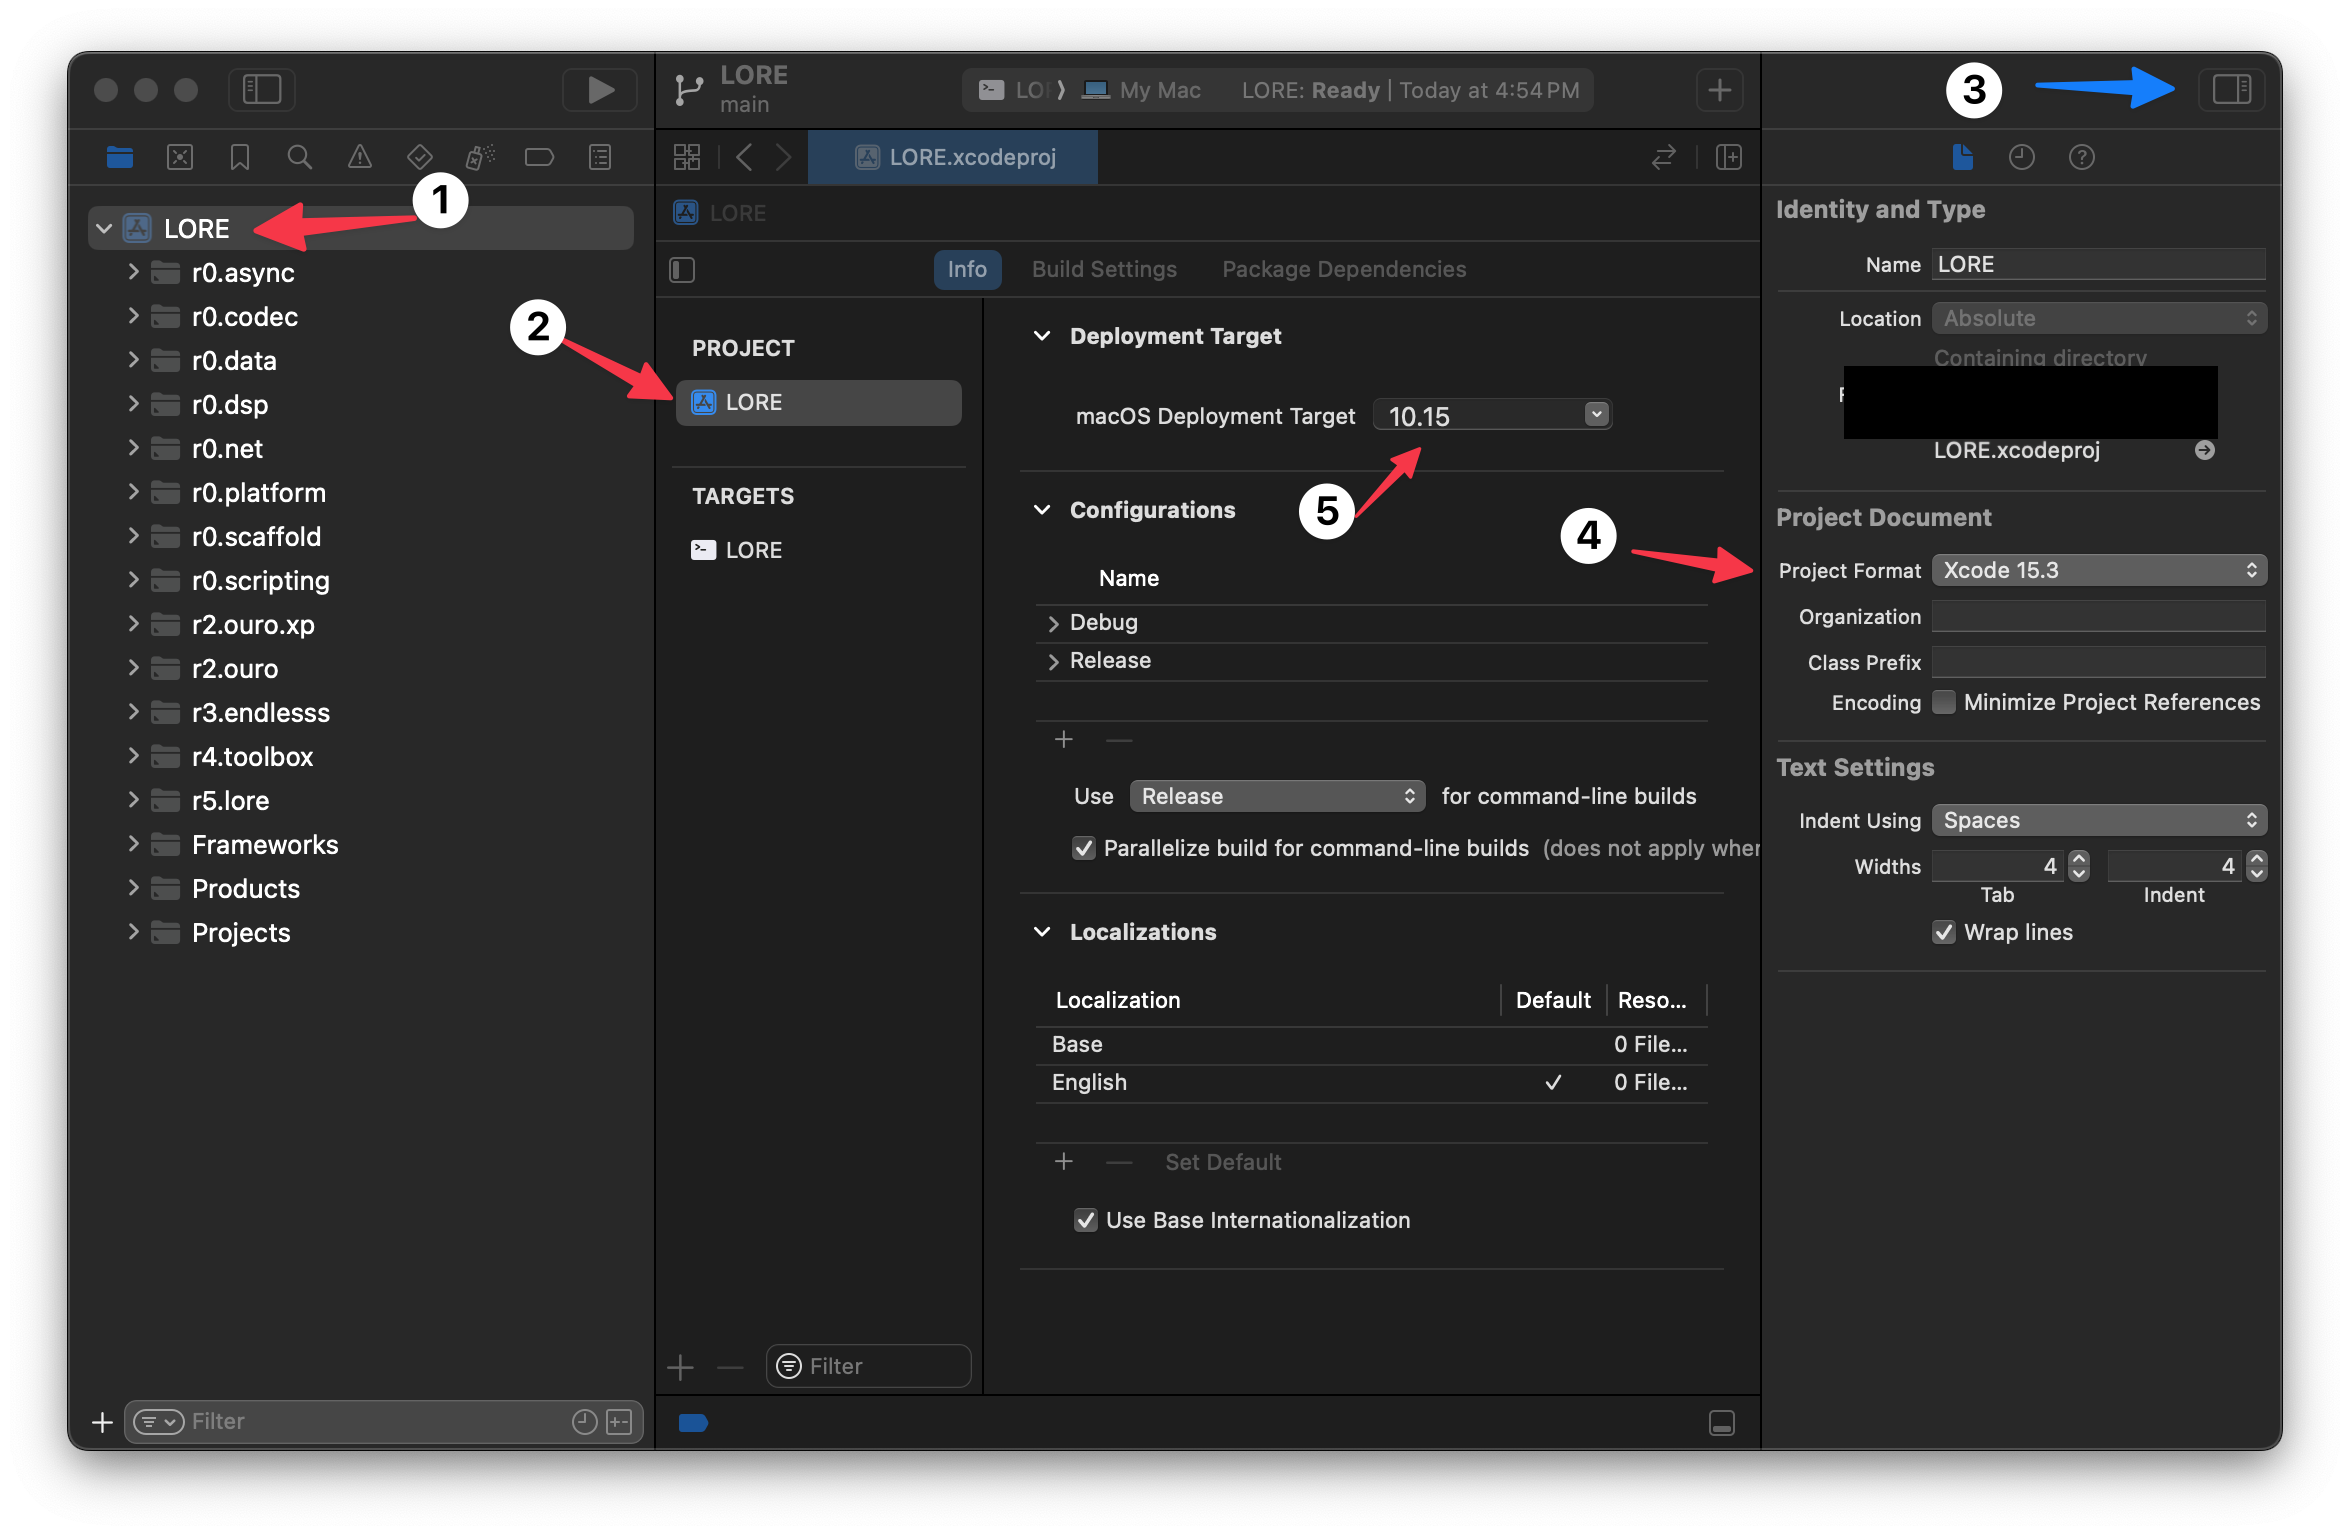 LORE
main
LO
My Mac
LORE: Ready | Today at 4:54 PM
3
LORE.xcodeproj
1
LORE
r0.async
r0.codec
r0.data
r0.dsp
r0.net
r0.platform
r0.scaffold
r0.scripting
r2.ouro.xp
r2.ouro
r3.endlesss
r4.toolbox
r5.lore
Frameworks
Products
Projects
Filter
LORE
Info
Build Settings
Package Dependencies
2
PROJECT
LORE
TARGETS
LORE
Filter
Deployment Target
macOS Deployment Target
10.15
5
Configurations
Name
Debug
Release
Use
Release
for command-line builds
Parallelize build for command-line builds (does not apply when
Localizations
Localization Default Reso...
Base 0 File...
English 0 File...
Set Default
Use Base Internationalization
4
Identity and Type
Name LORE
Location Absolute
Containing directory
LORE.xcodeproj
Project Document
Project Format Xcode 15.3
Organization
Class Prefix
Encoding Minimize Project References
Text Settings
Indent Using Spaces
Widths 4 4
Tab Indent
Wrap lines